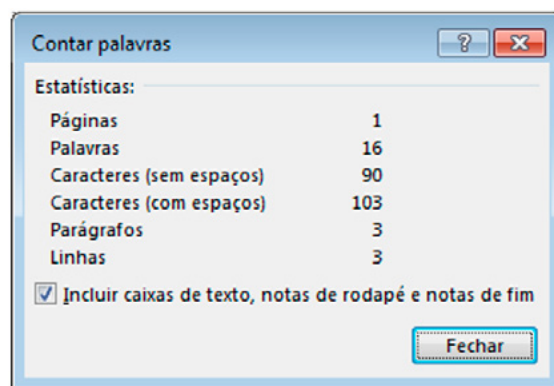 Contar palavras
Estatísticas:
Páginas 1
Palavras 16
Caracteres (sem espaços) 90
Caracteres (com espaços) 103
Parágrafos 3
Linhas 3
Incluir caixas de texto, notas de rodapé e notas de fim
Fechar